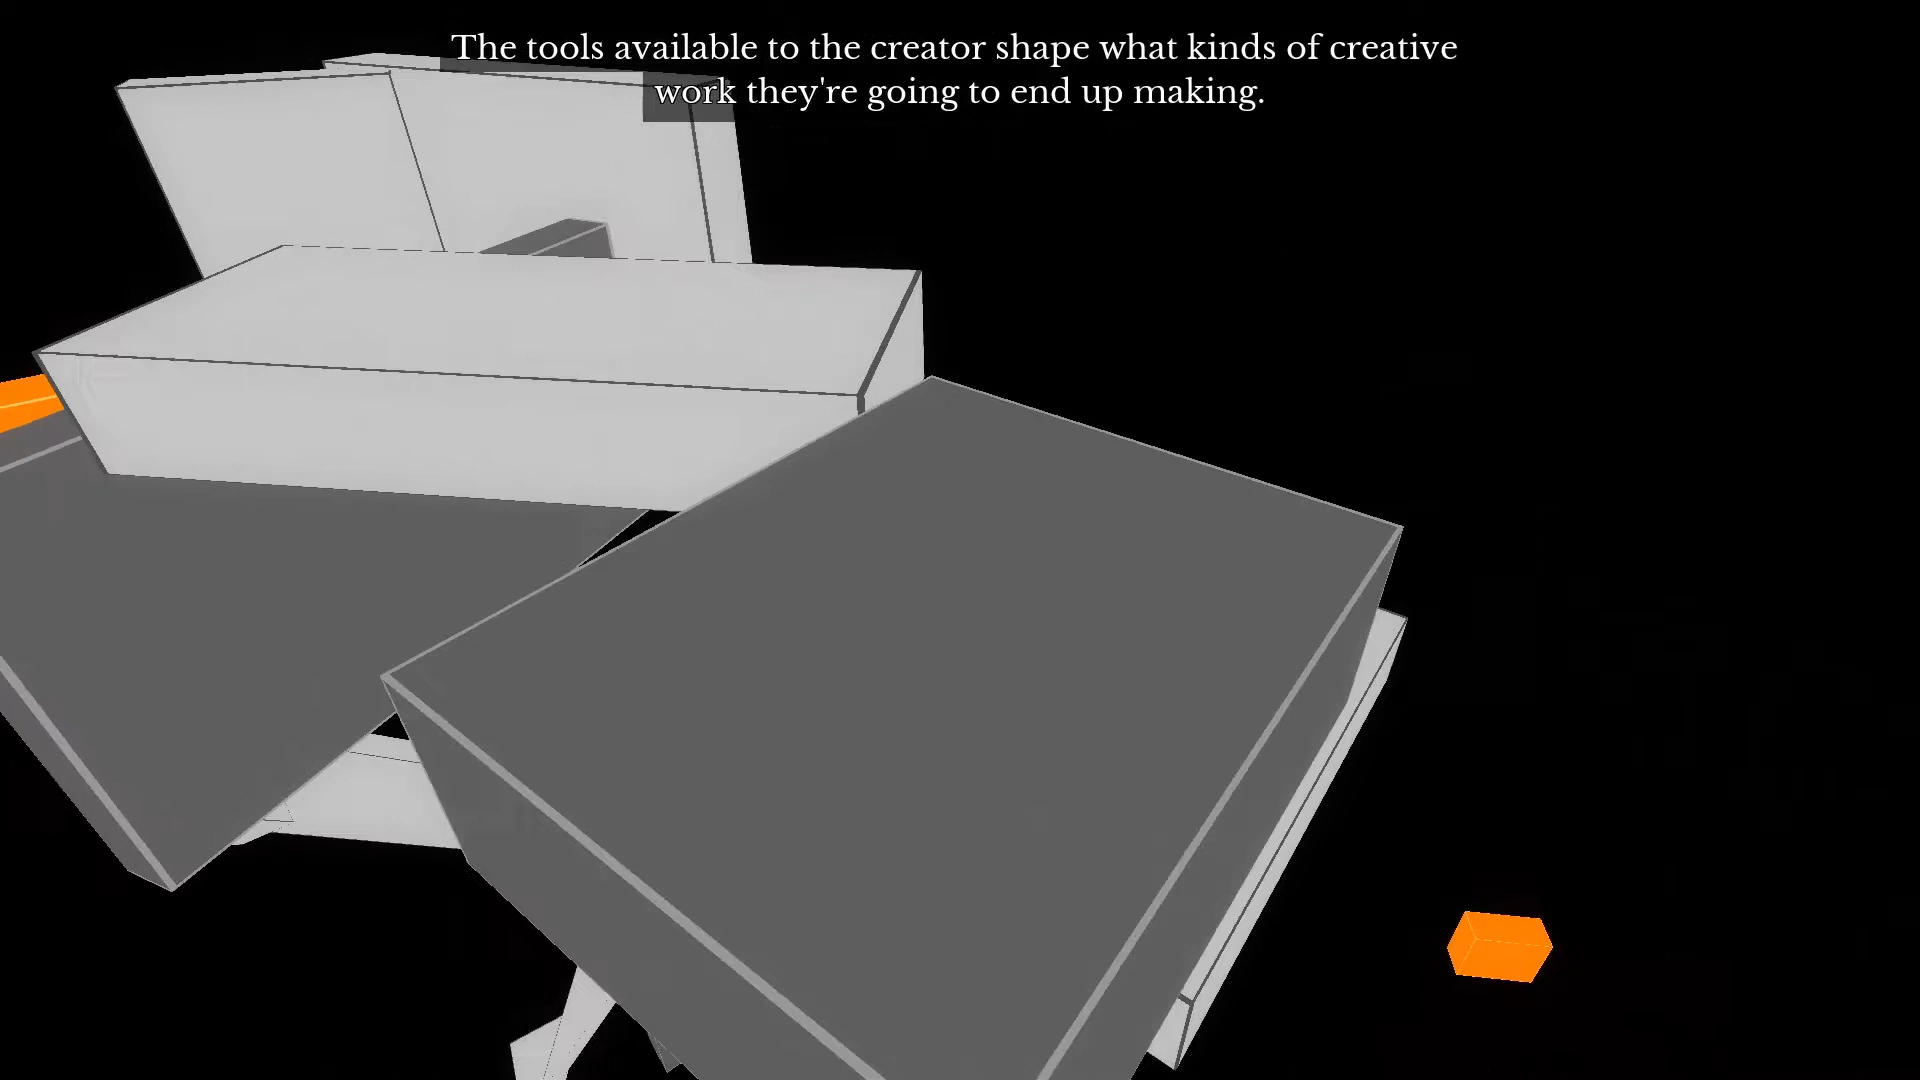 The tools available to the creator shape what kinds of creative
work they're going to end up making.